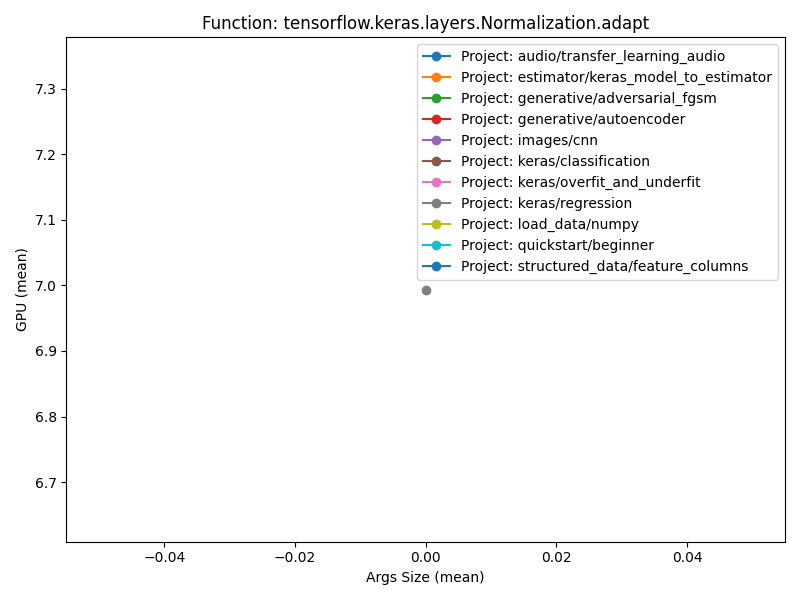 Function: tensorflow.keras.layers.Normalization.adapt
Project: audio/transfer_learning_audio
Project: estimator/keras_model_to_estimator
Project: generative/adversarial_fgsm
Project: generative/autoencoder
Project: images/cnn
Project: keras/classification
Project: keras/overfit_and_underfit
Project: keras/regression
Project: load_data/numpy
Project: quickstart/beginner
Project: structured_data/feature_columns
GPU (mean)
7.3
7.2
7.1
7.0
6.9
6.8
6.7
−0.04
−0.02
0.00
0.02
0.04
Args Size (mean)